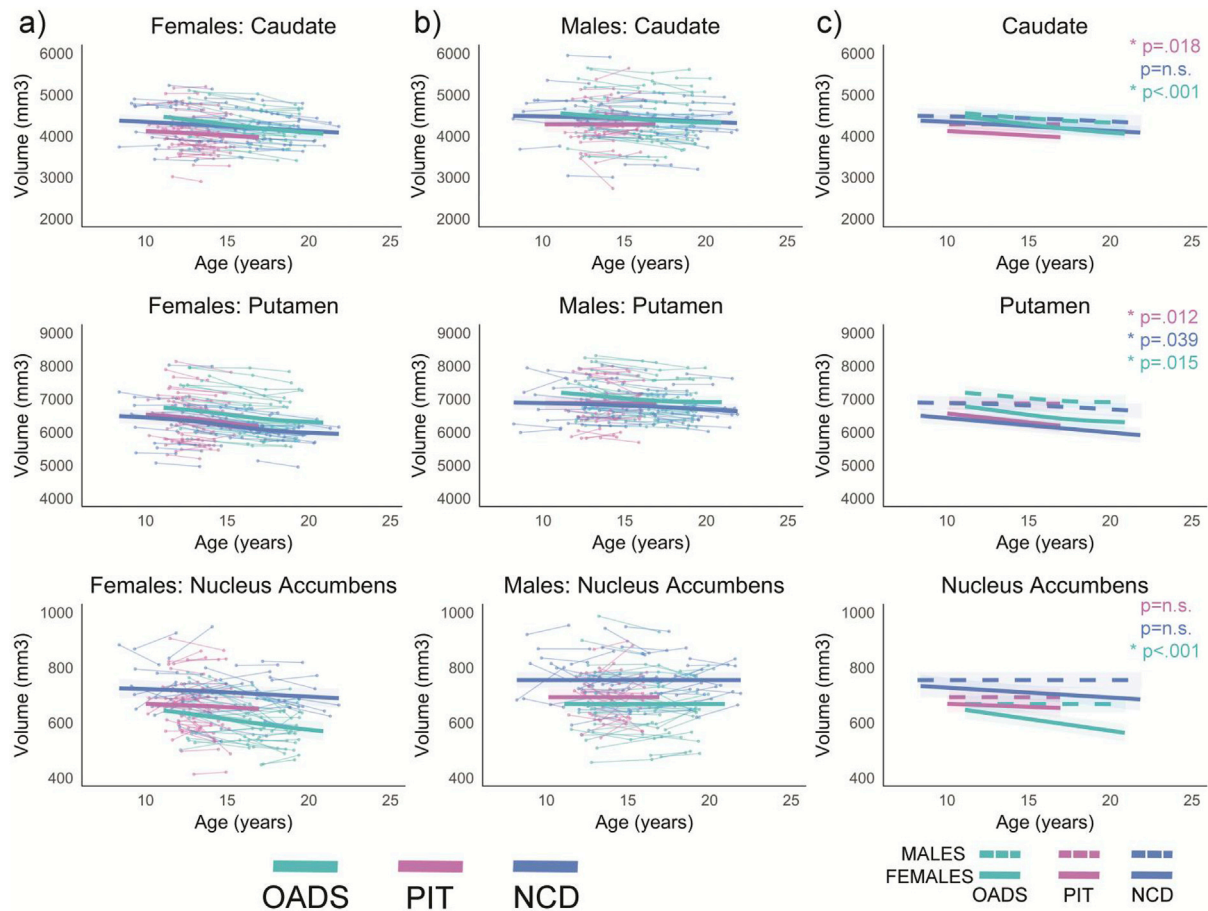 a)
Females: Caudate
Volume (mm3)
6000
5000
4000
3000
2000
10 15 20 25
Age (years)
b)
Males: Caudate
Volume (mm3)
6000
5000
4000
3000
2000
10 15 20 25
Age (years)
c)
Caudate
* p=.018
p=n.s.
* p<.001
Volume (mm3)
6000
5000
4000
3000
2000
10 15 20 25
Age (years)
Females: Putamen
Volume (mm3)
9000
8000
7000
6000
5000
4000
10 15 20 25
Age (years)
Males: Putamen
Volume (mm3)
9000
8000
7000
6000
5000
4000
10 15 20 25
Age (years)
Putamen
* p=.012
* p=.039
* p=.015
Volume (mm3)
9000
8000
7000
6000
5000
4000
10 15 20 25
Age (years)
Females: Nucleus Accumbens
Volume (mm3)
1000
800
600
400
10 15 20 25
Age (years)
Males: Nucleus Accumbens
Volume (mm3)
1000
800
600
400
10 15 20 25
Age (years)
Nucleus Accumbens
p=n.s.
p=n.s.
* p<.001
Volume (mm3)
1000
800
600
400
10 15 20 25
Age (years)
OADS PIT NCD
MALES
FEMALES
OADS PIT NCD